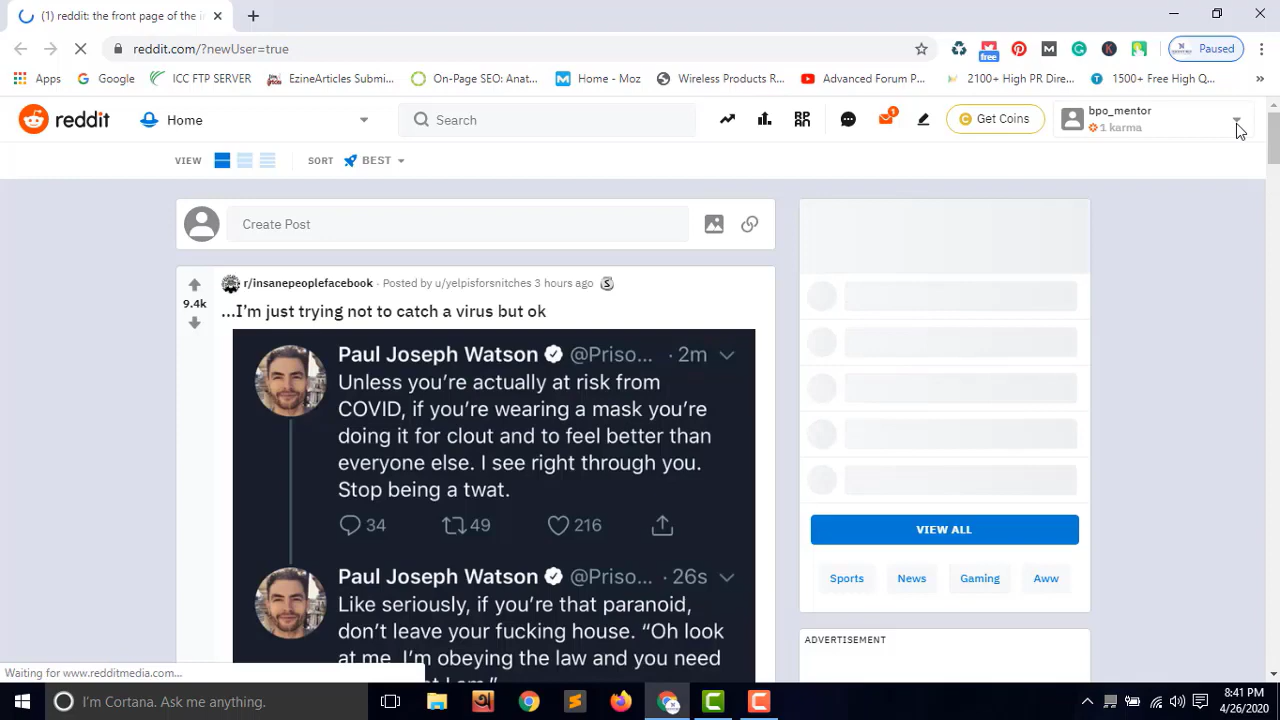 (1) reddit: the front page of the in
reddit.com/?newUser=true
free
Paused
Apps
Google
ICC FTP SERVER
EzineArticles Submi...
On-Page SEO: Anat...
Home - Moz
Wireless Products R...
Advanced Forum P...
2100+ High PR Direc...
1500+ Free High Q...
reddit
Home
Search
1
Get Coins
bpo_mentor
1 karma
VIEW
SORT
BEST
Create Post
r/insanepeoplefacebook · Posted by u/yelpisforsnitches 3 hours ago
9.4k
...I'm just trying not to catch a virus but ok
Paul Joseph Watson @Priso... · 2m
Unless you're actually at risk from
COVID, if you're wearing a mask you're
doing it for clout and to feel better than
everyone else. I see right through you.
Stop being a twat.
34
49
216
Paul Joseph Watson @Priso... · 26s
Like seriously, if you're that paranoid,
don't leave your fucking house. “Oh look
at me, I'm obeying the law and you need
VIEW ALL
Sports
News
Gaming
Aww
ADVERTISEMENT
Waiting for www.redditmedia.com...
I'm Cortana. Ask me anything.
8:41 PM
4/26/2020